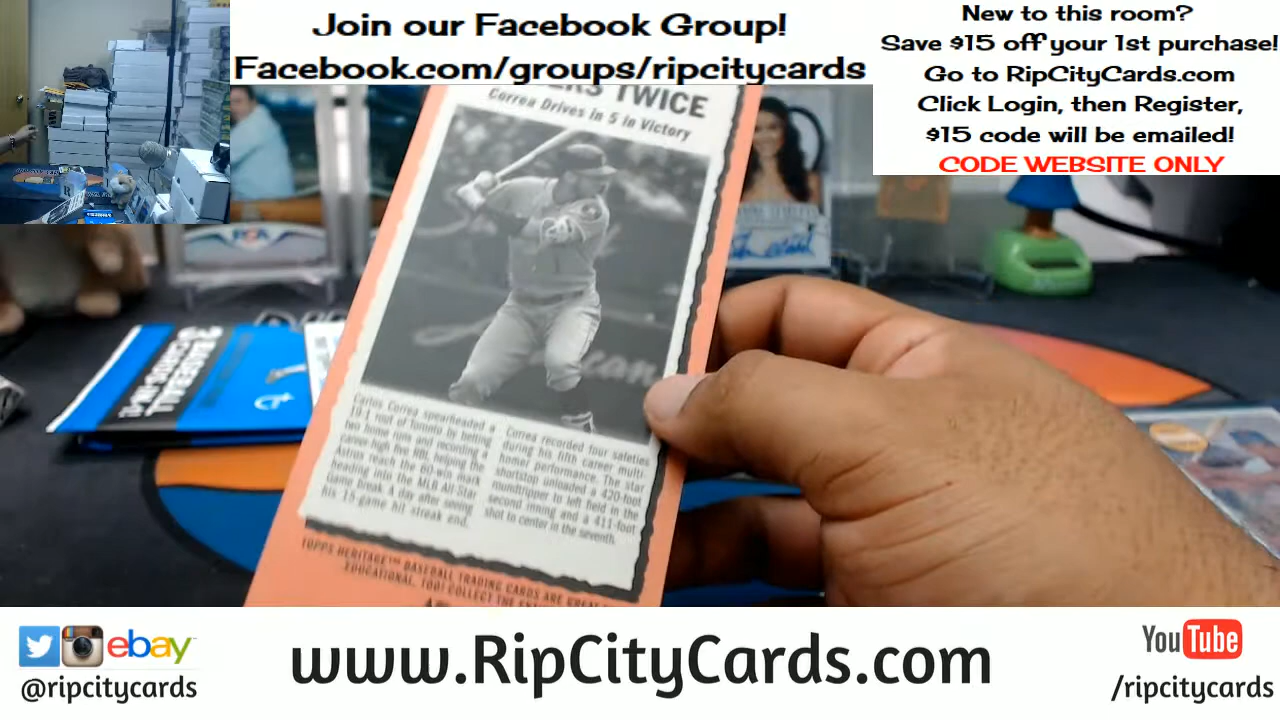 Join our Facebook Group!
Facebook.com/groups/ripcitycards
New to this room?
Save $15 off your 1st purchase!
Go to RipCityCards.com
Click Login, then Register,
$15 code will be emailed!
CODE WEBSITE ONLY
TWICE
Correa Drives in 5 in Victory
Carlos Correa spearheaded a
19-1 rout of Toronto by belting
two home runs and recording a
career-high five RBI, helping the
Astros reach the 60-win mark
heading into the MLB All-Star
Game break. A day after seeing
his 15-game hit streak end,
Correa recorded four safeties
during his fifth career multi-
homer performance. The star
shortstop unloaded a 420-foot
roundtripper to left field in the
second inning and a 411-foot
shot to center in the seventh.
TOPPS HERITAGE™ BASEBALL TRADING CARDS ARE GREAT
EDUCATIONAL, TOO! COLLECT THE
BASEBALL
ebay™
@ripcitycards
www.RipCityCards.com
YouTube
/ripcitycards